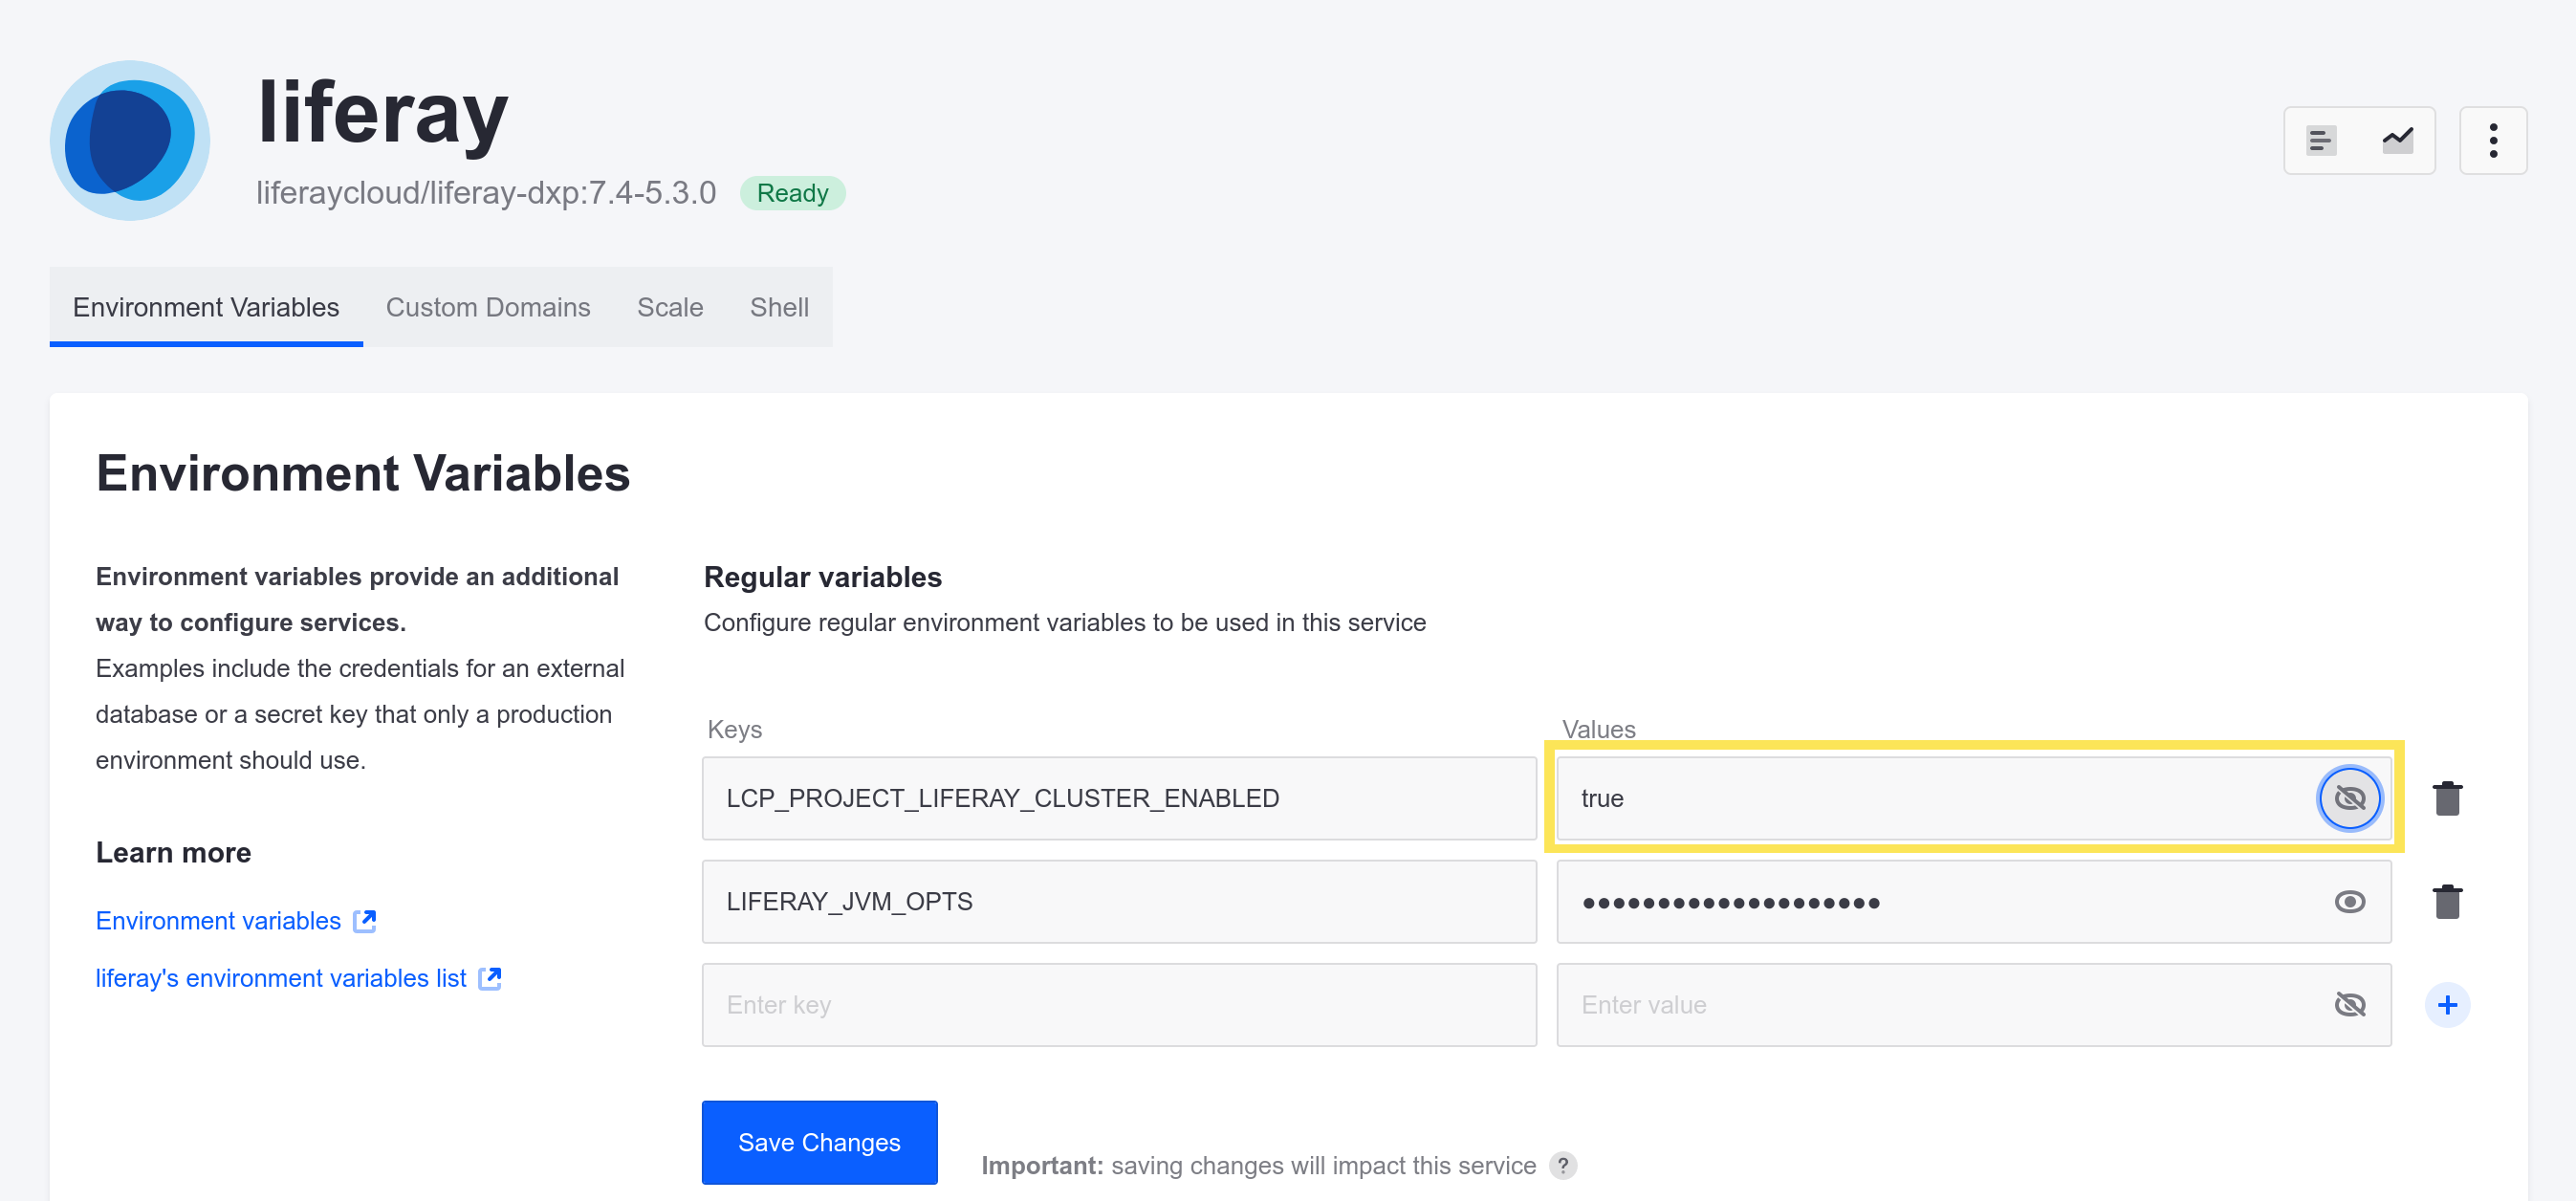 liferay
liferaycloud/liferay-dxp:7.4-5.3.0 Ready
Environment Variables Custom Domains Scale Shell
Environment Variables
Environment variables provide an additional
way to configure services.
Examples include the credentials for an external
database or a secret key that only a production
environment should use.
Learn more
Environment variables
liferay's environment variables list
Regular variables
Configure regular environment variables to be used in this service
Keys Values
LCP_PROJECT_LIFERAY_CLUSTER_ENABLED true
LIFERAY_JVM_OPTS ••••••••••••••••••••
Enter key Enter value
Save Changes
Important: saving changes will impact this service ?